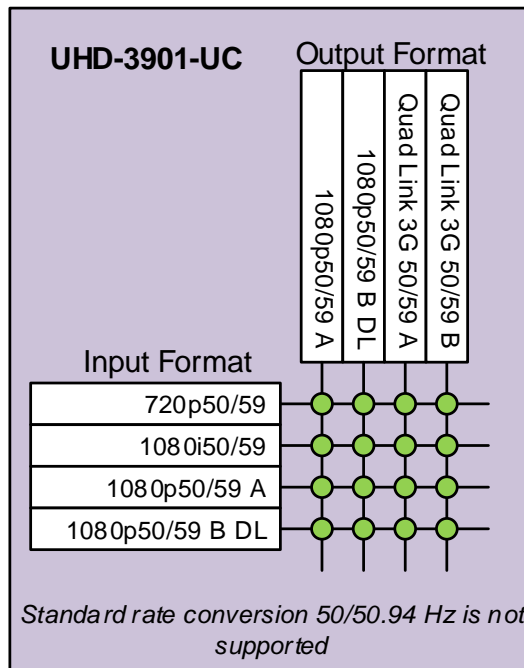 UHD-3901-UC
Output Format
1080p50/59 A
1080p50/59 B DL
Quad Link 3G 50/59 A
Quad Link 3G 50/59 B
Input Format
720p50/59
1080i50/59
1080p50/59 A
1080p50/59 B DL
Standard rate conversion 50/50.94 Hz is not
supported